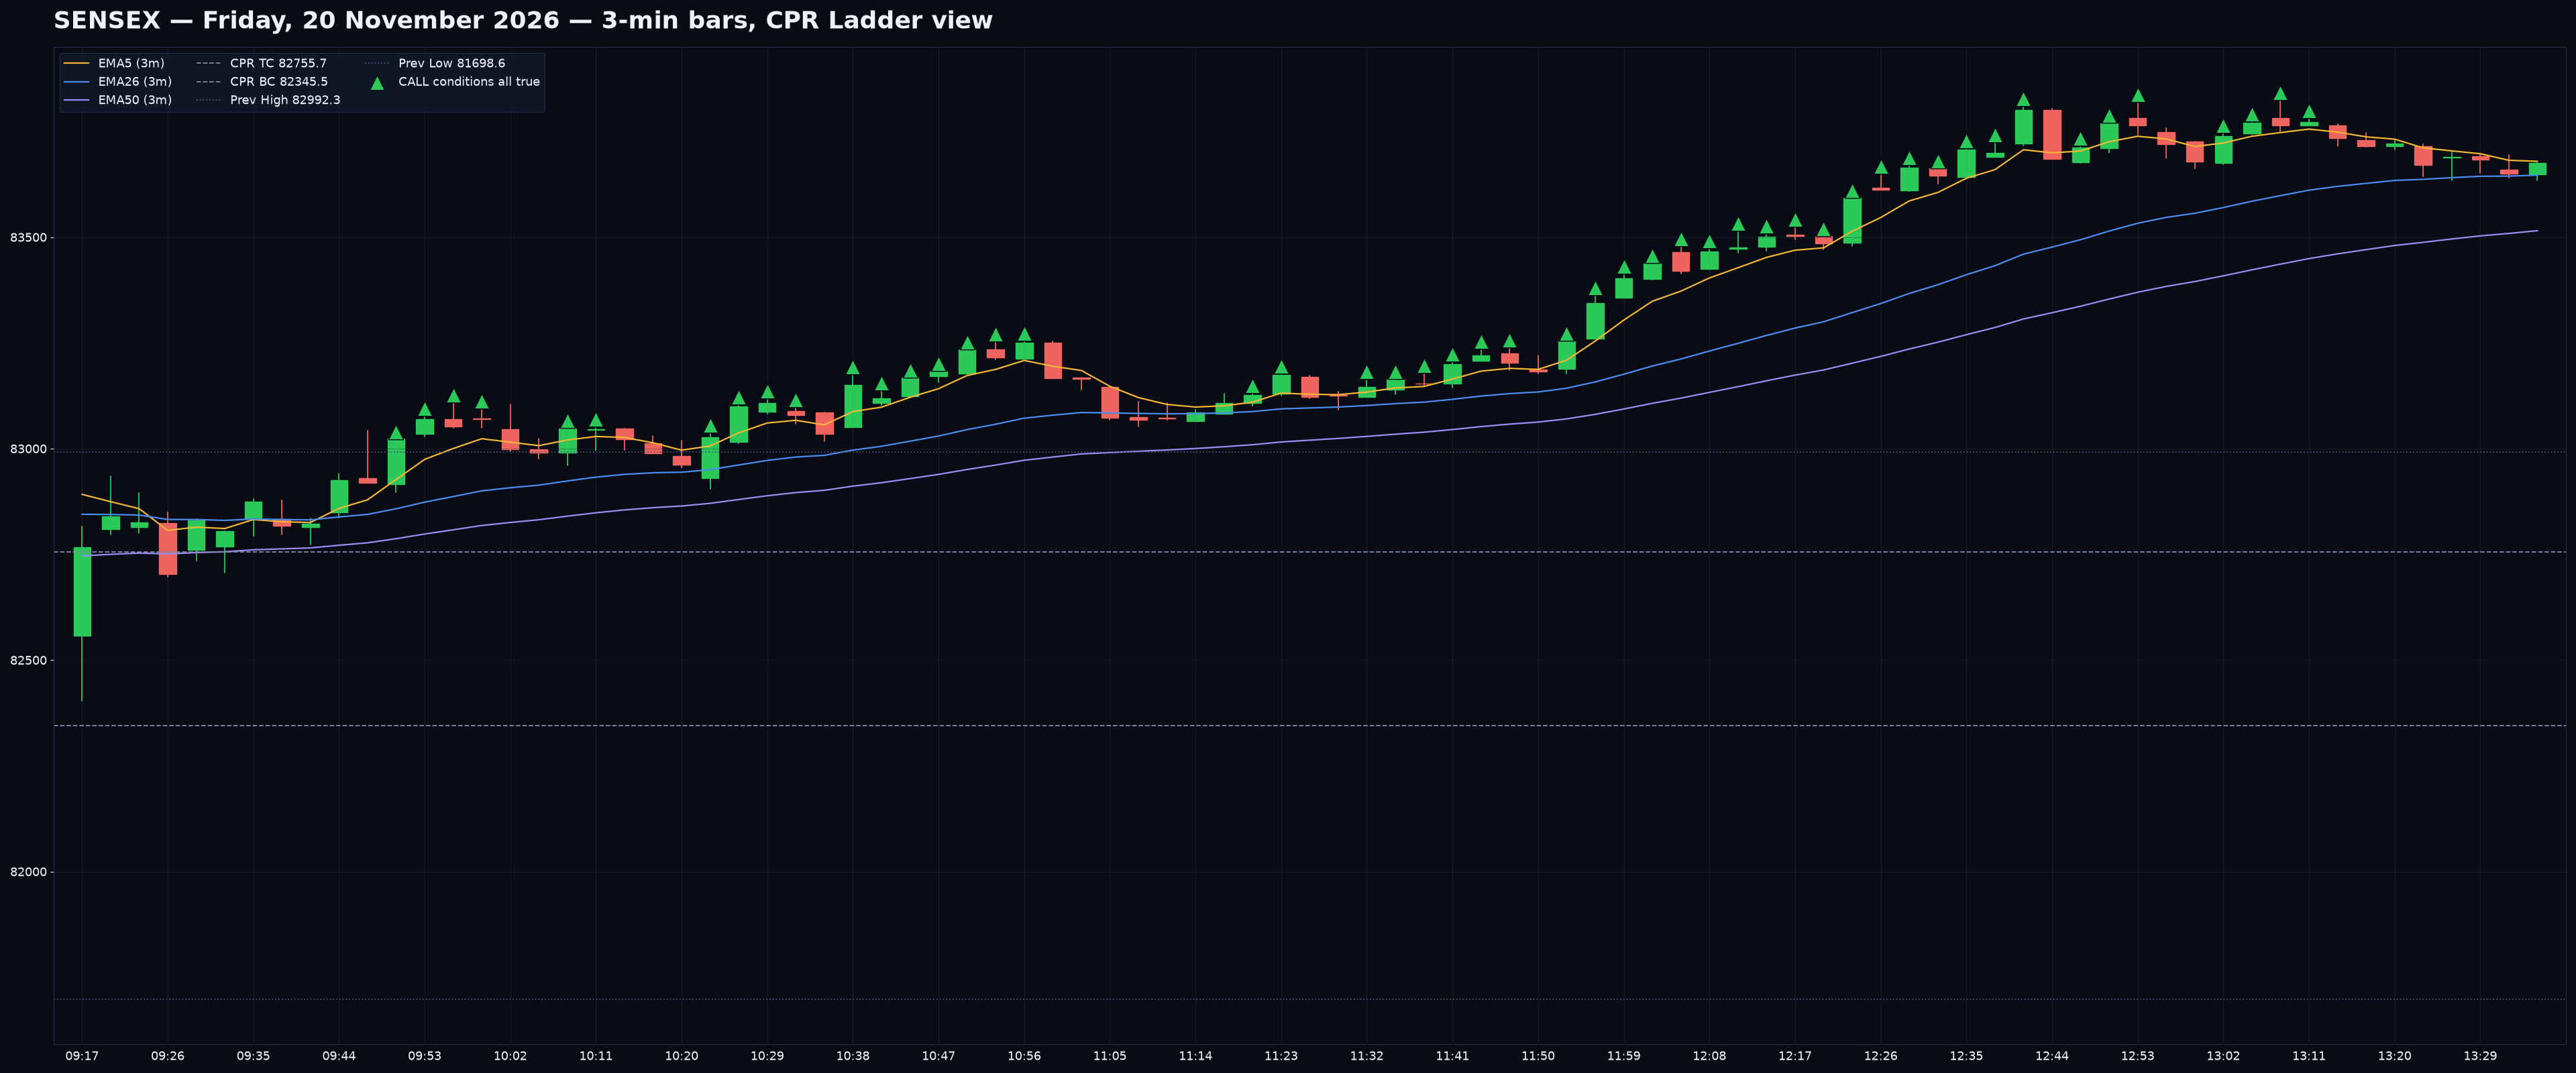 SENSEX — Friday, 20 November 2026 — 3-min bars, CPR Ladder view
EMA5 (3m)
EMA26 (3m)
EMA50 (3m)
CPR TC 82755.7
CPR BC 82345.5
Prev High 82992.3
Prev Low 81698.6
CALL conditions all true
83500
83000
82500
82000
09:17 09:26 09:35 09:44 09:53 10:02 10:11 10:20 10:29 10:38 10:47 10:56 11:05 11:14 11:23 11:32 11:41 11:50 11:59 12:08 12:17 12:26 12:35 12:44 12:53 13:02 13:11 13:20 13:29